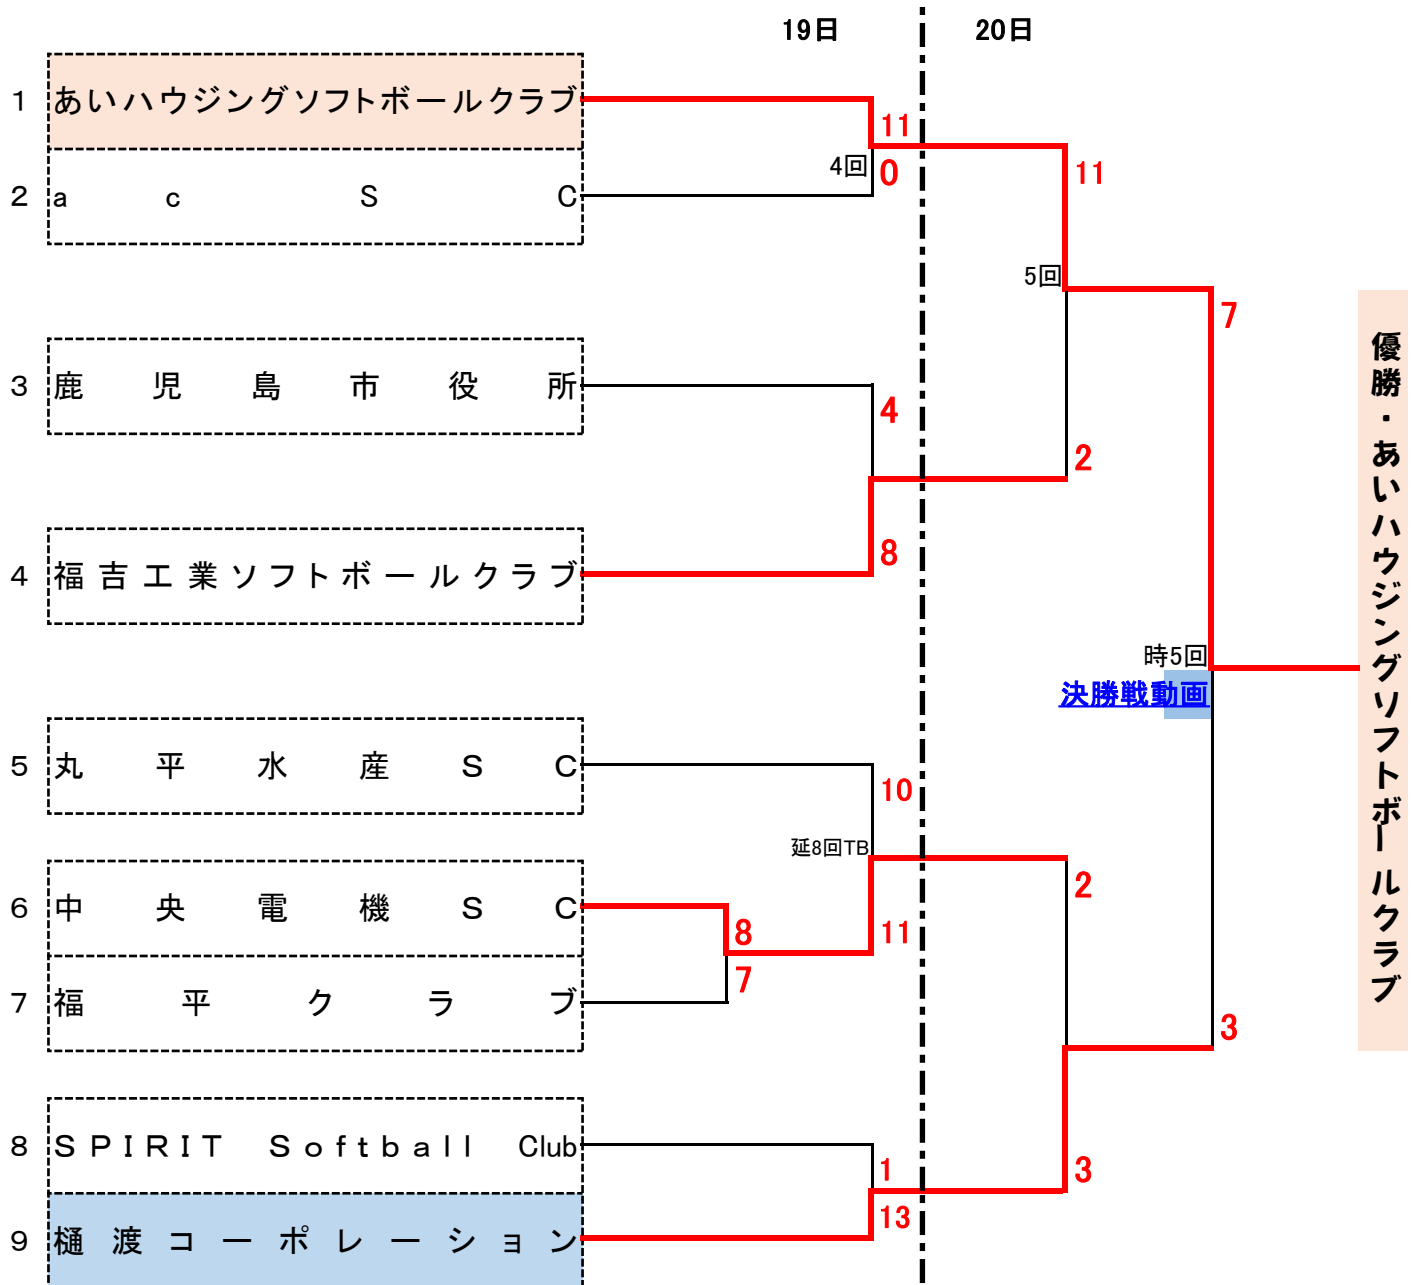 19日 20日
1 あいハウジングソフトボールクラブ
11
4回 0
2 a c S C
11
5回
7
3 鹿児島市役所
4
2
8
4 福吉工業ソフトボールクラブ
時5回
決勝戦動画
優勝・あいハウジングソフトボールクラブ
5 丸平水産SC
10
延8回TB
2
6 中央電機SC
8
11
7
7 福平クラブ
3
8 SPIRIT Softball Club
1
3
13
9 樋渡コーポレーション